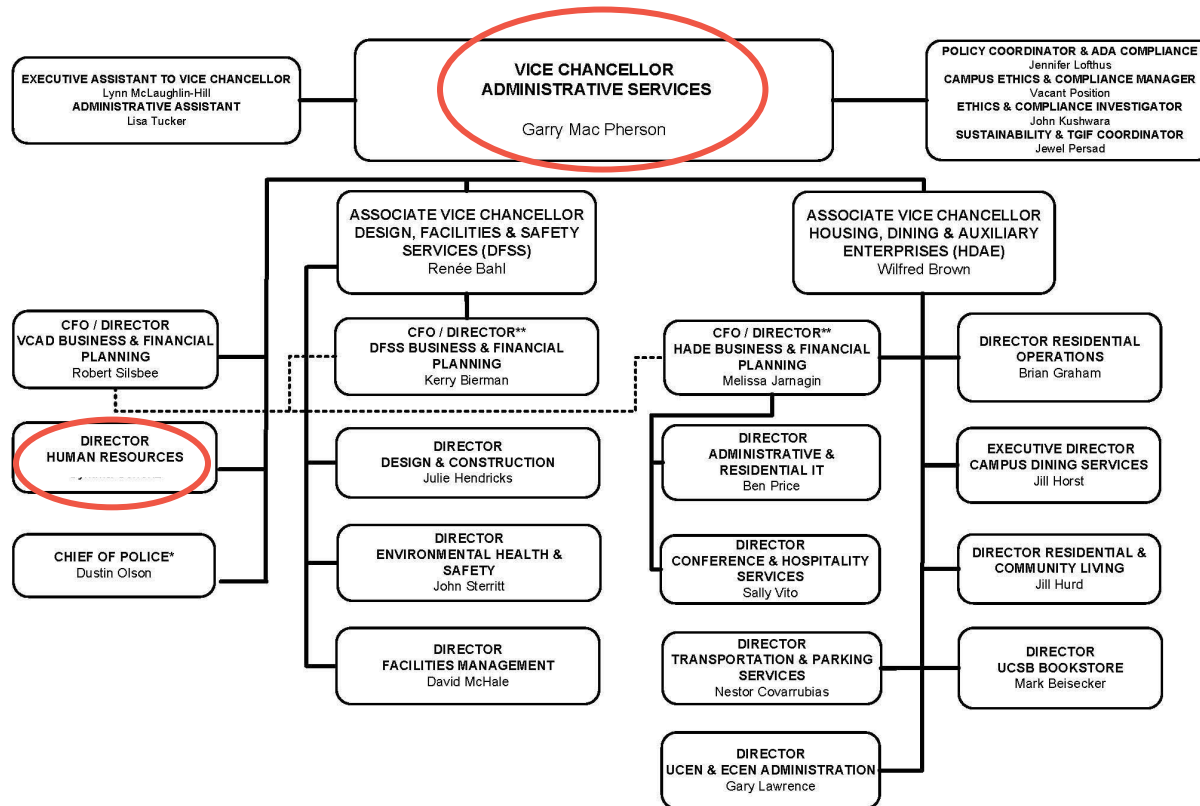 EXECUTIVE ASSISTANT TO VICE CHANCELLOR
Lynn McLaughlin-Hill
ADMINISTRATIVE ASSISTANT
Lisa Tucker
VICE CHANCELLOR
ADMINISTRATIVE SERVICES
Garry Mac Pherson
POLICY COORDINATOR & ADA COMPLIANCE
Jennifer Lofthus
CAMPUS ETHICS & COMPLIANCE MANAGER
Vacant Position
ETHICS & COMPLIANCE INVESTIGATOR
John Kushwara
SUSTAINABILITY & TGIF COORDINATOR
Jewel Persad
ASSOCIATE VICE CHANCELLOR
DESIGN, FACILITIES & SAFETY
SERVICES (DFSS)
Renée Bahl
ASSOCIATE VICE CHANCELLOR
HOUSING, DINING & AUXILIARY
ENTERPRISES (HDAE)
Wilfred Brown
CFO / DIRECTOR
VCAD BUSINESS & FINANCIAL
PLANNING
Robert Silsbee
CFO / DIRECTOR**
DFSS BUSINESS & FINANCIAL
PLANNING
Kerry Bierman
CFO / DIRECTOR**
HADE BUSINESS & FINANCIAL
PLANNING
Melissa Jarnagin
DIRECTOR RESIDENTIAL
OPERATIONS
Brian Graham
DIRECTOR
HUMAN RESOURCES
DIRECTOR
DESIGN & CONSTRUCTION
Julie Hendricks
DIRECTOR
ADMINISTRATIVE &
RESIDENTIAL IT
Ben Price
EXECUTIVE DIRECTOR
CAMPUS DINING SERVICES
Jill Horst
CHIEF OF POLICE*
Dustin Olson
DIRECTOR
ENVIRONMENTAL HEALTH &
SAFETY
John Sterritt
DIRECTOR
CONFERENCE & HOSPITALITY
SERVICES
Sally Vito
DIRECTOR RESIDENTIAL &
COMMUNITY LIVING
Jill Hurd
DIRECTOR
FACILITIES MANAGEMENT
David McHale
DIRECTOR
TRANSPORTATION & PARKING
SERVICES
Nestor Covarrubias
DIRECTOR
UCSB BOOKSTORE
Mark Beisecker
DIRECTOR
UCEN & ECEN ADMINISTRATION
Gary Lawrence